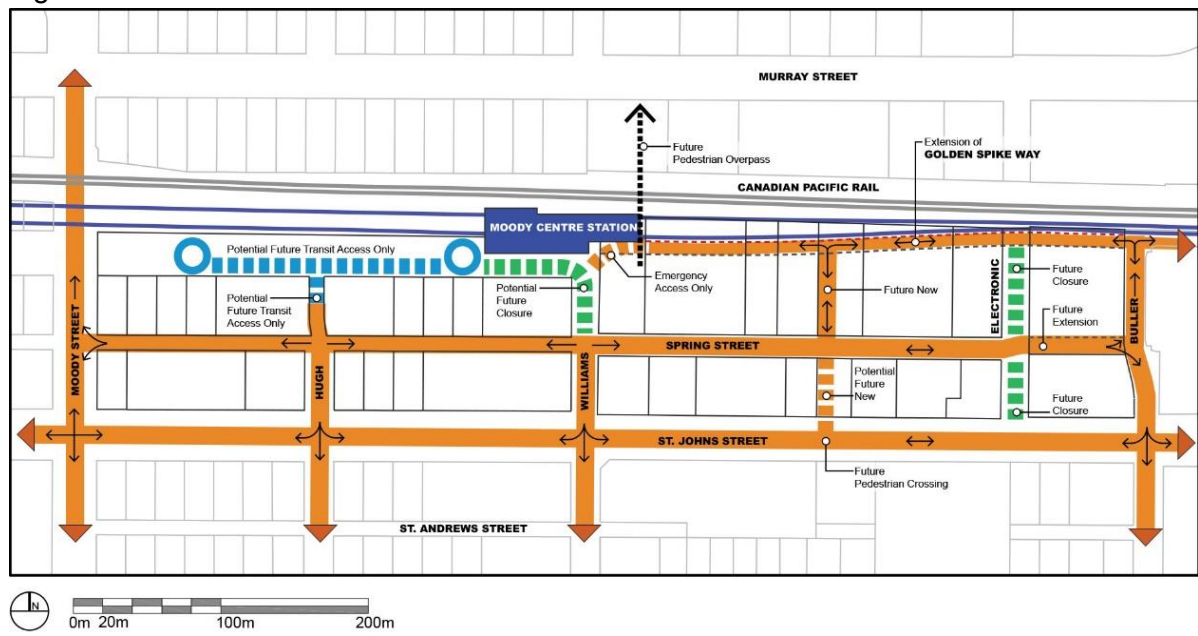 MURRAY STREET
Extension of
GOLDEN SPIKE WAY
Future
Pedestrian Overpass
CANADIAN PACIFIC RAIL
MOODY CENTRE STATION
Potential Future Transit Access Only
Potential
Future Transit
Access Only
Potential
Future
Closure
Emergency
Access Only
Future New
ELECTRONIC
Future
Closure
Future
Extension
BULLER
MOODY STREET
HUGH
WILLIAMS
SPRING STREET
Potential
Future
New
Future
Closure
ST. JOHNS STREET
Future
Pedestrian Crossing
ST. ANDREWS STREET
N
0m 20m 100m 200m